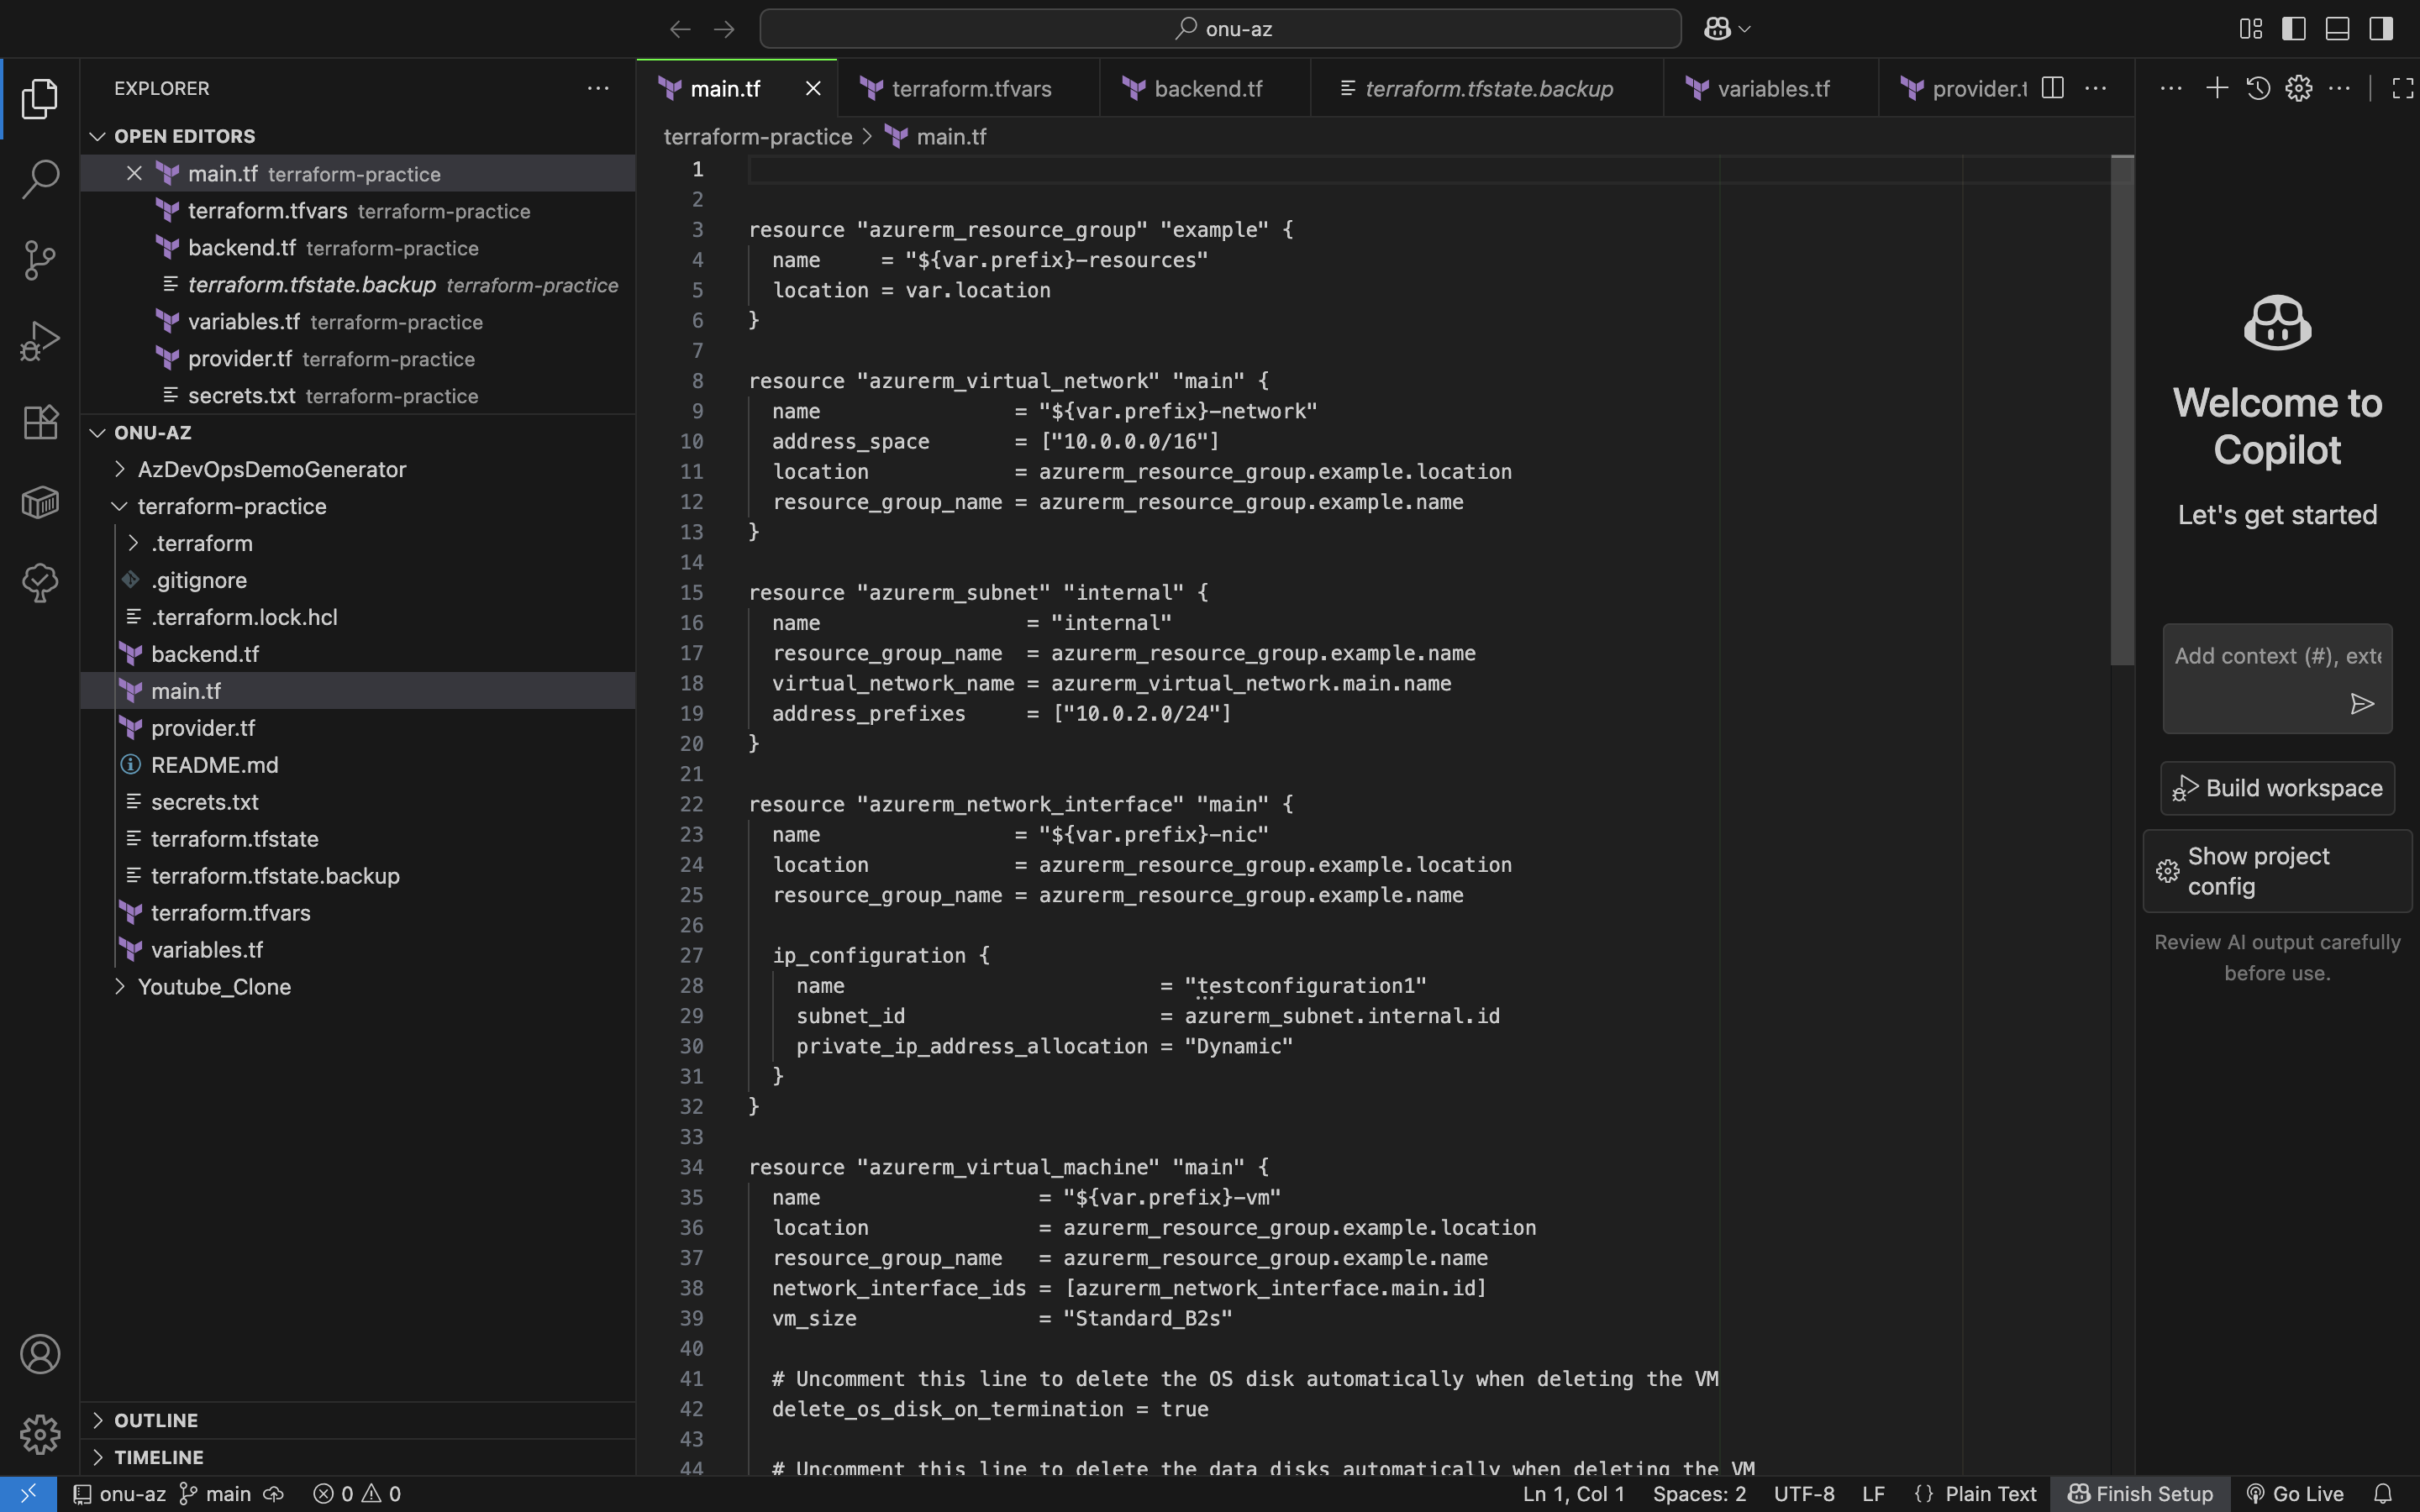 onu-az
EXPLORER
OPEN EDITORS
main.tf terraform-practice
terraform.tfvars terraform-practice
backend.tf terraform-practice
terraform.tfstate.backup terraform-practice
variables.tf terraform-practice
provider.tf terraform-practice
secrets.txt terraform-practice
ONU-AZ
AzDevOpsDemoGenerator
terraform-practice
.terraform
.gitignore
.terraform.lock.hcl
backend.tf
main.tf
provider.tf
README.md
secrets.txt
terraform.tfstate
terraform.tfstate.backup
terraform.tfvars
variables.tf
Youtube_Clone
OUTLINE
TIMELINE
main.tf
terraform.tfvars
backend.tf
terraform.tfstate.backup
variables.tf
provider.t
terraform-practice > main.tf
1
2
3 resource "azurerm_resource_group" "example" {
4   name     = "${var.prefix}-resources"
5   location = var.location
6 }
7
8 resource "azurerm_virtual_network" "main" {
9   name                = "${var.prefix}-network"
10   address_space       = ["10.0.0.0/16"]
11   location            = azurerm_resource_group.example.location
12   resource_group_name = azurerm_resource_group.example.name
13 }
14
15 resource "azurerm_subnet" "internal" {
16   name                 = "internal"
17   resource_group_name  = azurerm_resource_group.example.name
18   virtual_network_name = azurerm_virtual_network.main.name
19   address_prefixes     = ["10.0.2.0/24"]
20 }
21
22 resource "azurerm_network_interface" "main" {
23   name                = "${var.prefix}-nic"
24   location            = azurerm_resource_group.example.location
25   resource_group_name = azurerm_resource_group.example.name
26
27   ip_configuration {
28     name                          = "testconfiguration1"
29     subnet_id                     = azurerm_subnet.internal.id
30     private_ip_address_allocation = "Dynamic"
31   }
32 }
33
34 resource "azurerm_virtual_machine" "main" {
35   name                  = "${var.prefix}-vm"
36   location              = azurerm_resource_group.example.location
37   resource_group_name   = azurerm_resource_group.example.name
38   network_interface_ids = [azurerm_network_interface.main.id]
39   vm_size               = "Standard_B2s"
40
41   # Uncomment this line to delete the OS disk automatically when deleting the VM
42   delete_os_disk_on_termination = true
43
44   # Uncomment this line to delete the data disks automatically when deleting the VM
Welcome to
Copilot
Let's get started
Add context (#), exte
Build workspace
Show project
config
Review AI output carefully
before use.
onu-az main 0 0
Ln 1, Col 1 Spaces: 2 UTF-8 LF {} Plain Text Finish Setup Go Live